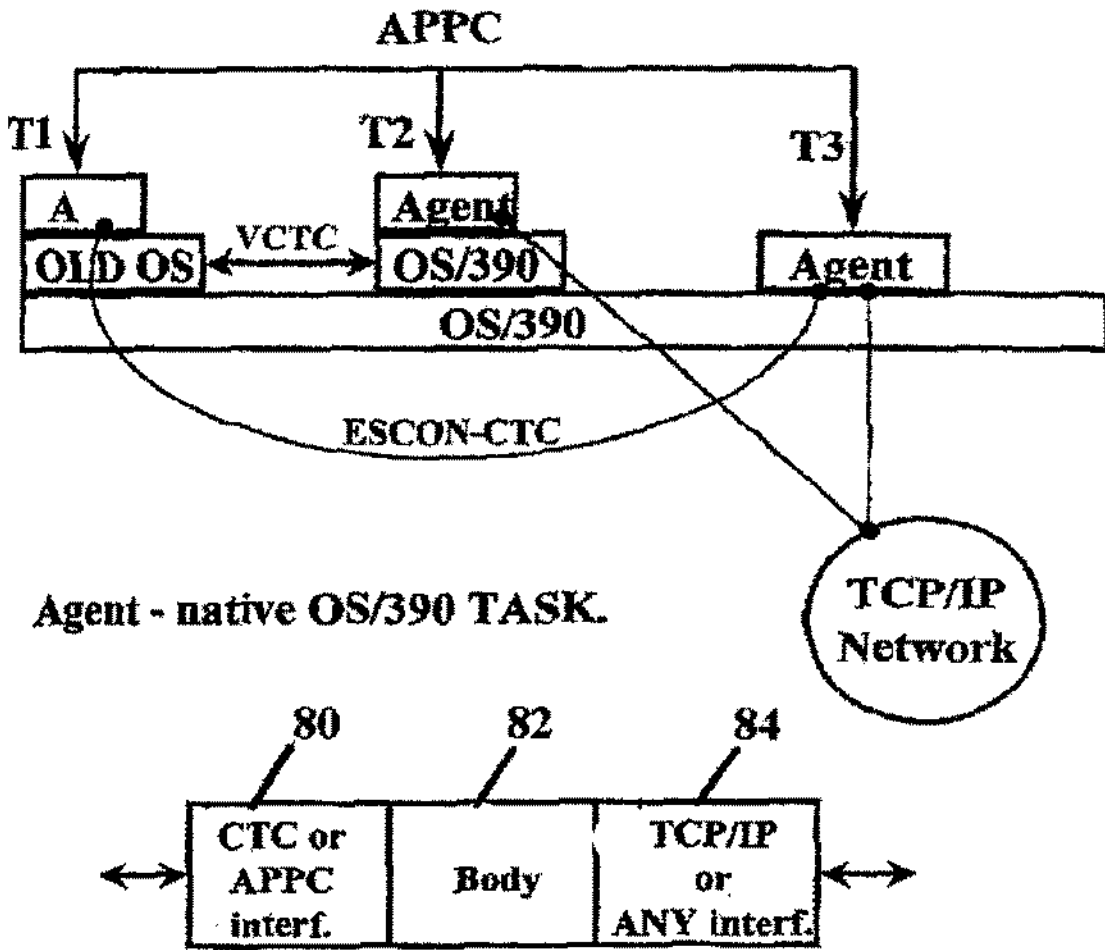 APPC
T1
T2
T3
A
Agent
VCTC
OLD OS
OS/390
Agent
OS/390
ESCON-CTC
TCP/IP
Network
Agent - native OS/390 TASK.
80
82
84
CTC or
APPC
interf.
Body
TCP/IP
or
ANY interf.